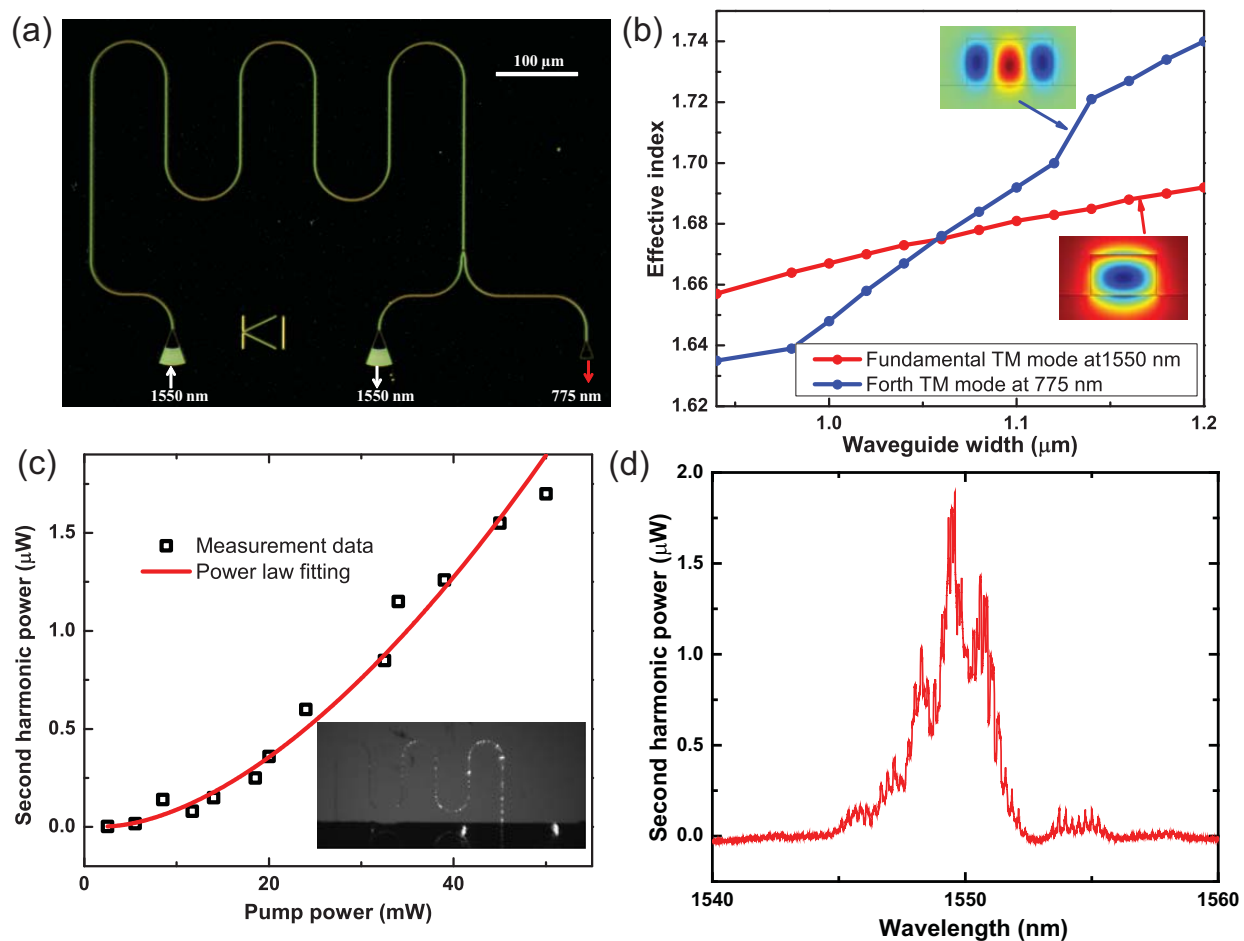 (a)
100 µm
1550 nm
1550 nm
775 nm
(b)
1.74
1.72
1.70
1.68
1.66
1.64
1.62
Effective index
Fundamental TM mode at1550 nm
Forth TM mode at 775 nm
1.0
1.1
1.2
Waveguide width (μm)
(c)
1.5
1.0
0.5
0.0
Second harmonic power (μW)
Measurement data
Power law fitting
0
20
40
Pump power (mW)
(d)
2.0
1.5
1.0
0.5
0.0
Second harmonic power (μW)
1540
1550
1560
Wavelength (nm)